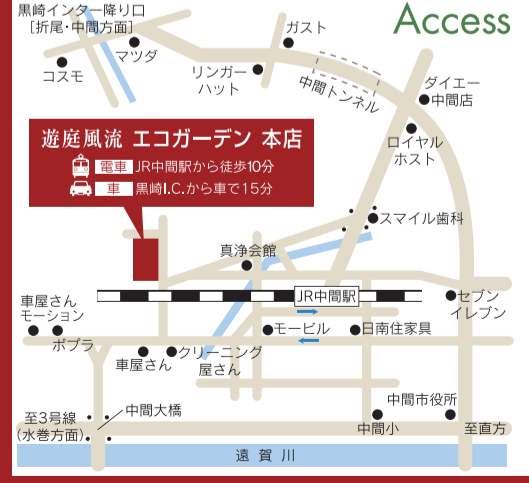 Access
黒崎インター降り口
[折尾・中間方面]
マツダ
コスモ
リンガー
ハット
ガスト
中間トンネル
ダイエー
中間店
ロイヤル
ホスト
遊庭風流 エコガーデン 本店
電車 JR中間駅から徒歩10分
車 黒崎I.C.から車で15分
スマイル歯科
真浄会館
JR中間駅
セブン
イレブン
車屋さん
モーション
ポプラ
車屋さん
クリーニング
屋さん
モービル
日南住家具
至3号線
(水巻方面)
中間大橋
中間市役所
中間小
至直方
遠賀川